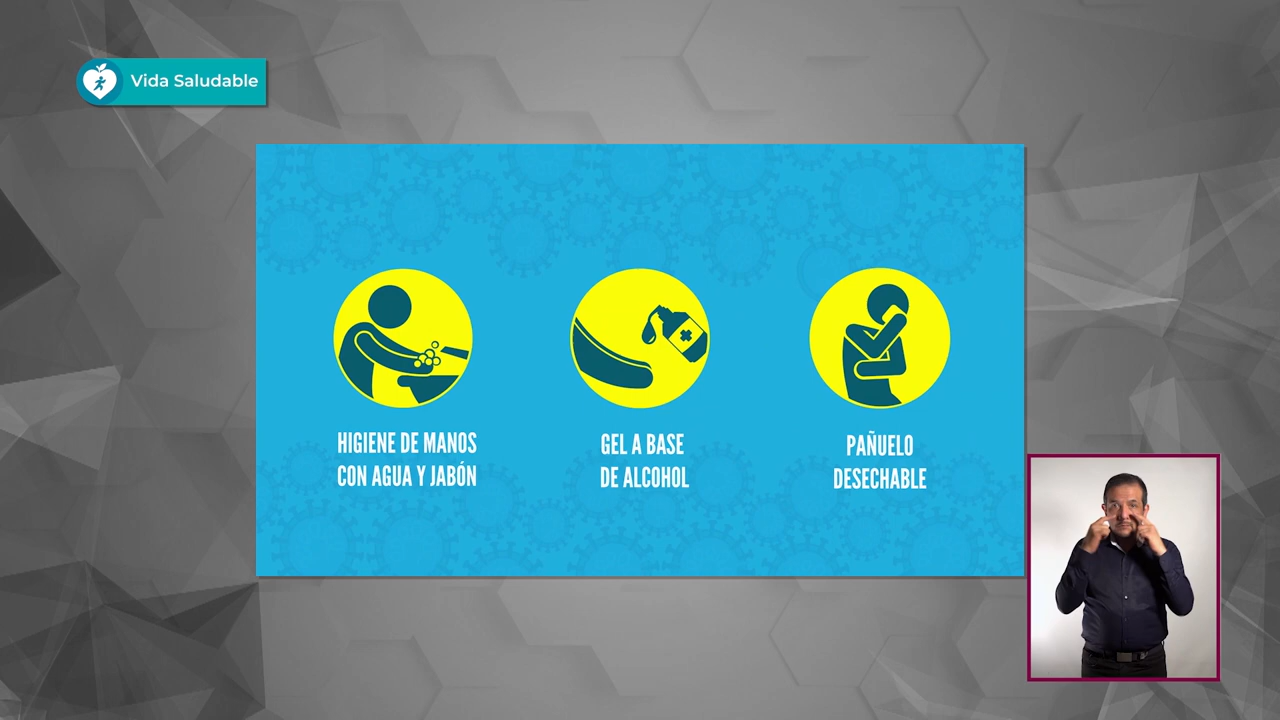 Vida Saludable
HIGIENE DE MANOS
CON AGUA Y JABÓN
GEL A BASE
DE ALCOHOL
PAÑUELO
DESECHABLE